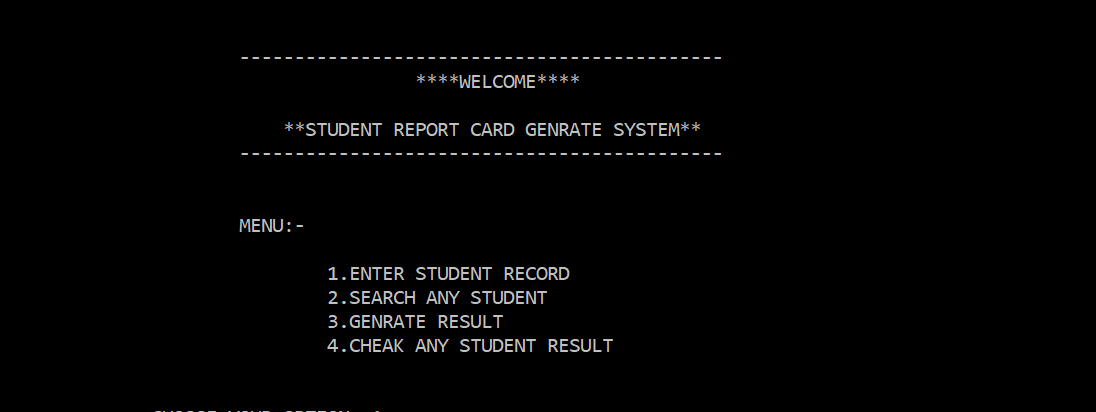 --------------------------------------------
****WELCOME****
**STUDENT REPORT CARD GENRATE SYSTEM**
--------------------------------------------
MENU:-
1.ENTER STUDENT RECORD
2.SEARCH ANY STUDENT
3.GENRATE RESULT
4.CHEAK ANY STUDENT RESULT